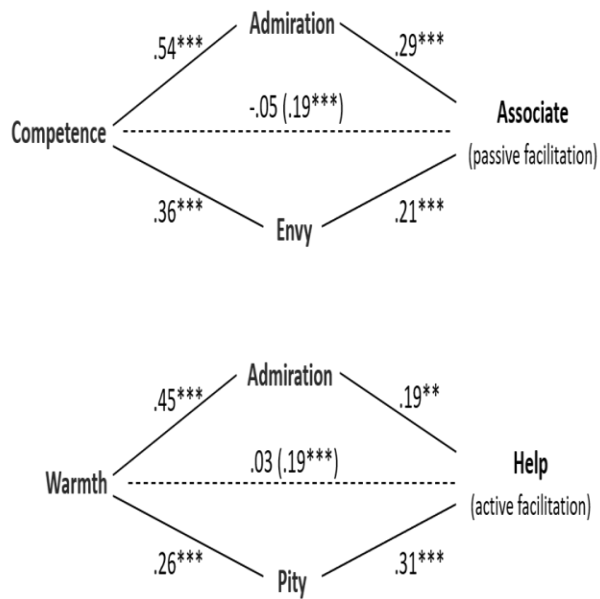 Admiration
.54***
.29***
-.05 (.19***)
Competence
Associate
(passive facilitation)
.36***
.21***
Envy
Admiration
.45***
.19**
.03 (.19***)
Warmth
Help
(active facilitation)
.26***
.31***
Pity